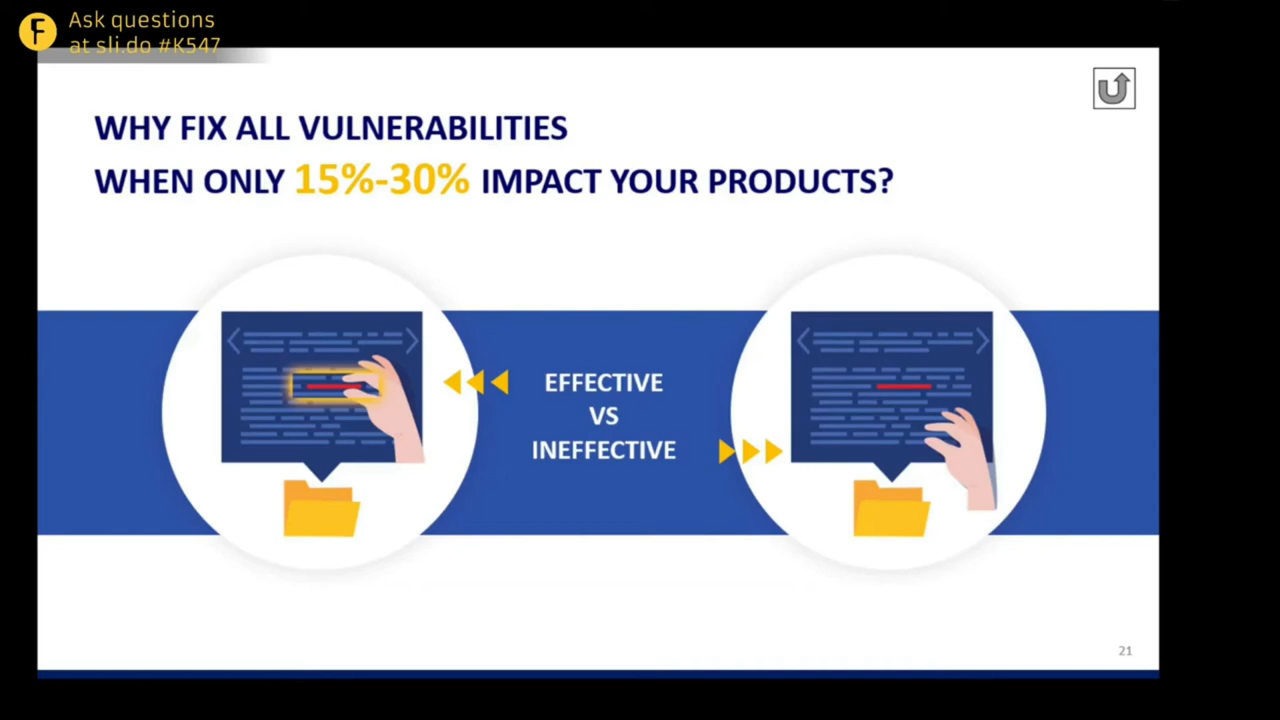 Ask questions
at sli.do #K547
WHY FIX ALL VULNERABILITIES
WHEN ONLY 15%-30% IMPACT YOUR PRODUCTS?
EFFECTIVE
VS
INEFFECTIVE
21